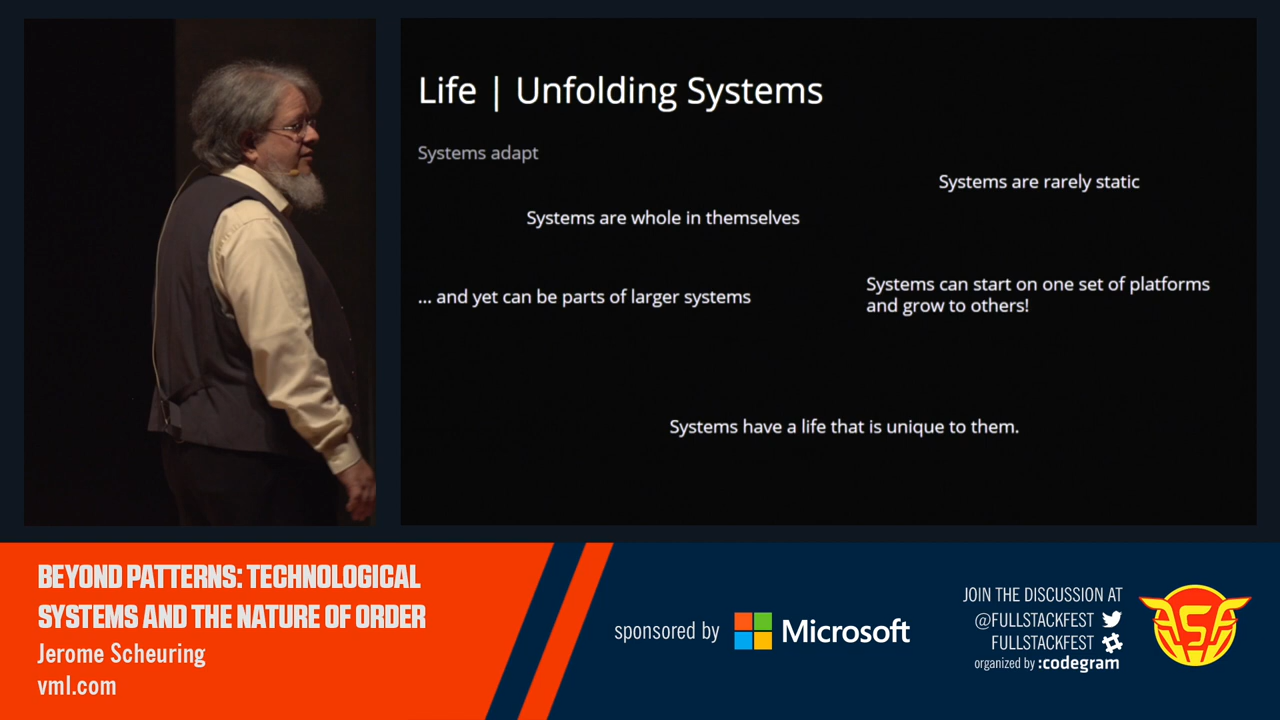 Life | Unfolding Systems
Systems adapt
Systems are rarely static
Systems are whole in themselves
... and yet can be parts of larger systems
Systems can start on one set of platforms
and grow to others!
Systems have a life that is unique to them.
BEYOND PATTERNS: TECHNOLOGICAL
SYSTEMS AND THE NATURE OF ORDER
Jerome Scheuring
vml.com
sponsored by Microsoft
JOIN THE DISCUSSION AT
@FULLSTACKFEST
FULLSTACKFEST
organized by :codegram
FSF